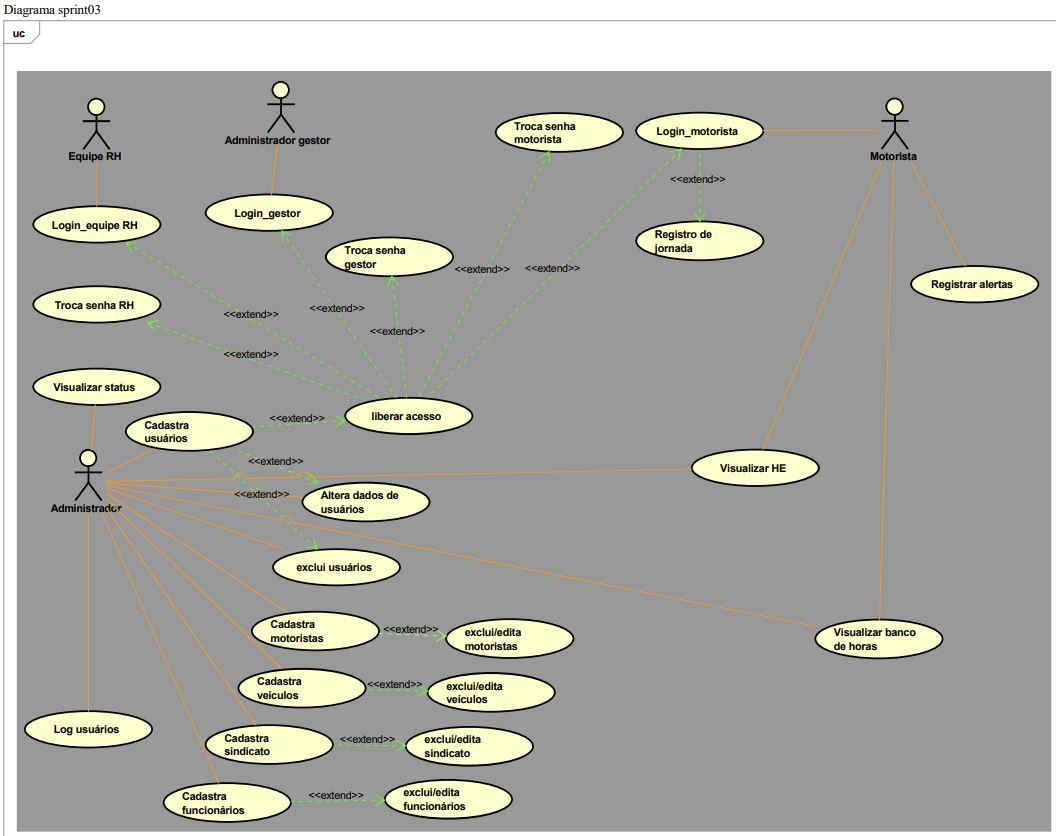 Diagrama sprint03
uc
Equipe RH
Administrador gestor
Troca senha
motorista
Login_motorista
Motorista
<<extend>>
Login_equipe RH
Login_gestor
Troca senha
gestor
Registro de
jornada
<<extend>>
<<extend>>
Registrar alertas
Troca senha RH
<<extend>>
<<extend>>
<<extend>>
<<extend>>
Visualizar status
Cadastra
usuários
<<extend>>
liberar acesso
<<extend>>
Visualizar HE
<<extend>>
Altera dados de
usuários
Administrador
exclui usuários
Cadastra
motoristas
<<extend>>
exclui/edita
motoristas
Visualizar banco
de horas
Cadastra
veículos
<<extend>>
exclui/edita
veículos
Log usuários
Cadastra
sindicato
<<extend>>
exclui/edita
sindicato
Cadastra
funcionários
<<extend>>
exclui/edita
funcionários